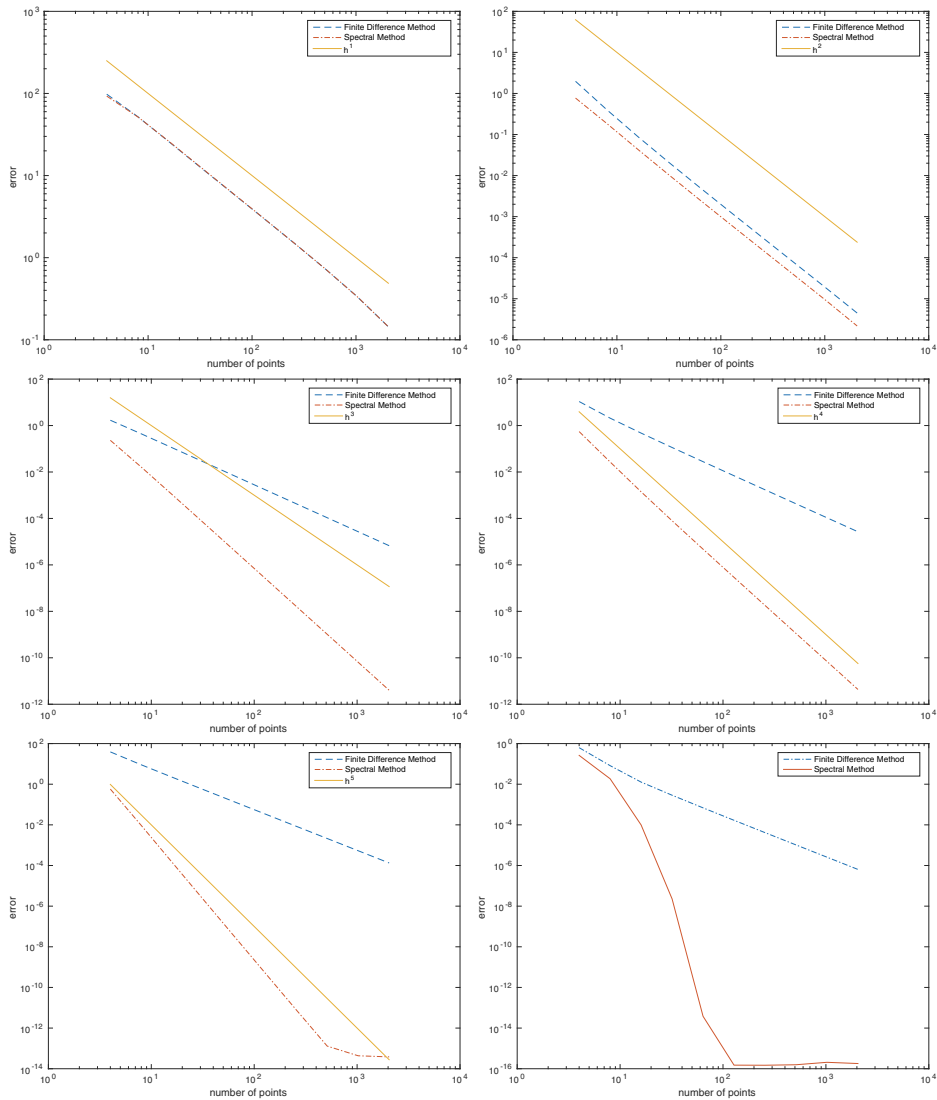 10^3
10^2
10^1
10^0
10^-1
error
10^0
10^1
10^2
10^3
10^4
number of points
Finite Difference Method
Spectral Method
h^1
10^2
10^1
10^0
10^-1
10^-2
10^-3
10^-4
10^-5
10^-6
error
10^0
10^1
10^2
10^3
10^4
number of points
Finite Difference Method
Spectral Method
h^2
10^2
10^0
10^-2
10^-4
10^-6
10^-8
10^-10
10^-12
error
10^0
10^1
10^2
10^3
10^4
number of points
Finite Difference Method
Spectral Method
h^3
10^2
10^0
10^-2
10^-4
10^-6
10^-8
10^-10
10^-12
error
10^0
10^1
10^2
10^3
10^4
number of points
Finite Difference Method
Spectral Method
h^4
10^2
10^0
10^-2
10^-4
10^-6
10^-8
10^-10
10^-12
10^-14
error
10^0
10^1
10^2
10^3
10^4
number of points
Finite Difference Method
Spectral Method
h^5
10^0
10^-2
10^-4
10^-6
10^-8
10^-10
10^-12
10^-14
10^-16
error
10^0
10^1
10^2
10^3
10^4
number of points
Finite Difference Method
Spectral Method